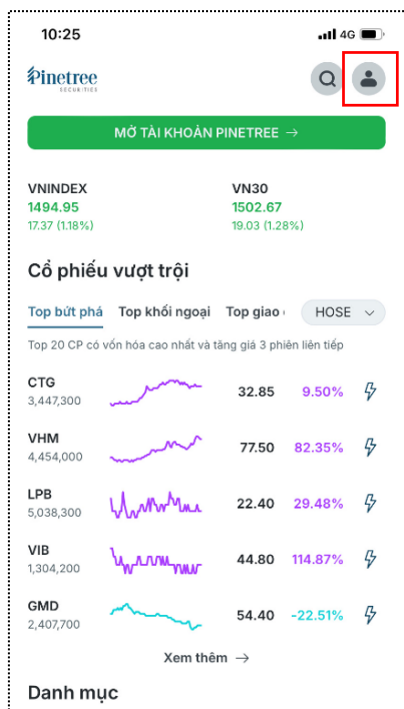 10:25
4G
Pinetree
SECURITIES
MỞ TÀI KHOẢN PINETREE →
VNINDEX
VN30
1494.95
1502.67
17.37 (1.18%)
19.03 (1.28%)
Cổ phiếu vượt trội
Top bứt phá Top khối ngoại Top giao HOSE
Top 20 CP có vốn hóa cao nhất và tăng giá 3 phiên liên tiếp
CTG
3,447,300
32.85 9.50%
VHM
4,454,000
77.50 82.35%
LPB
5,038,300
22.40 29.48%
VIB
1,304,200
44.80 114.87%
GMD
2,407,700
54.40 -22.51%
Xem thêm →
Danh mục